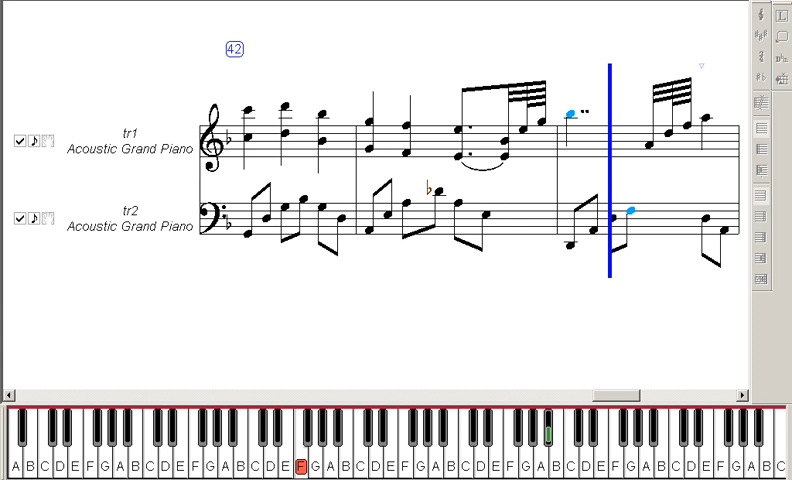 42
tr1
Acoustic Grand Piano
tr2
Acoustic Grand Piano
L
A B C D E F G A B C D E F G A B C D E F G A B C D E F G A B C D E F G A B C D E F G A B C D E F G A B C